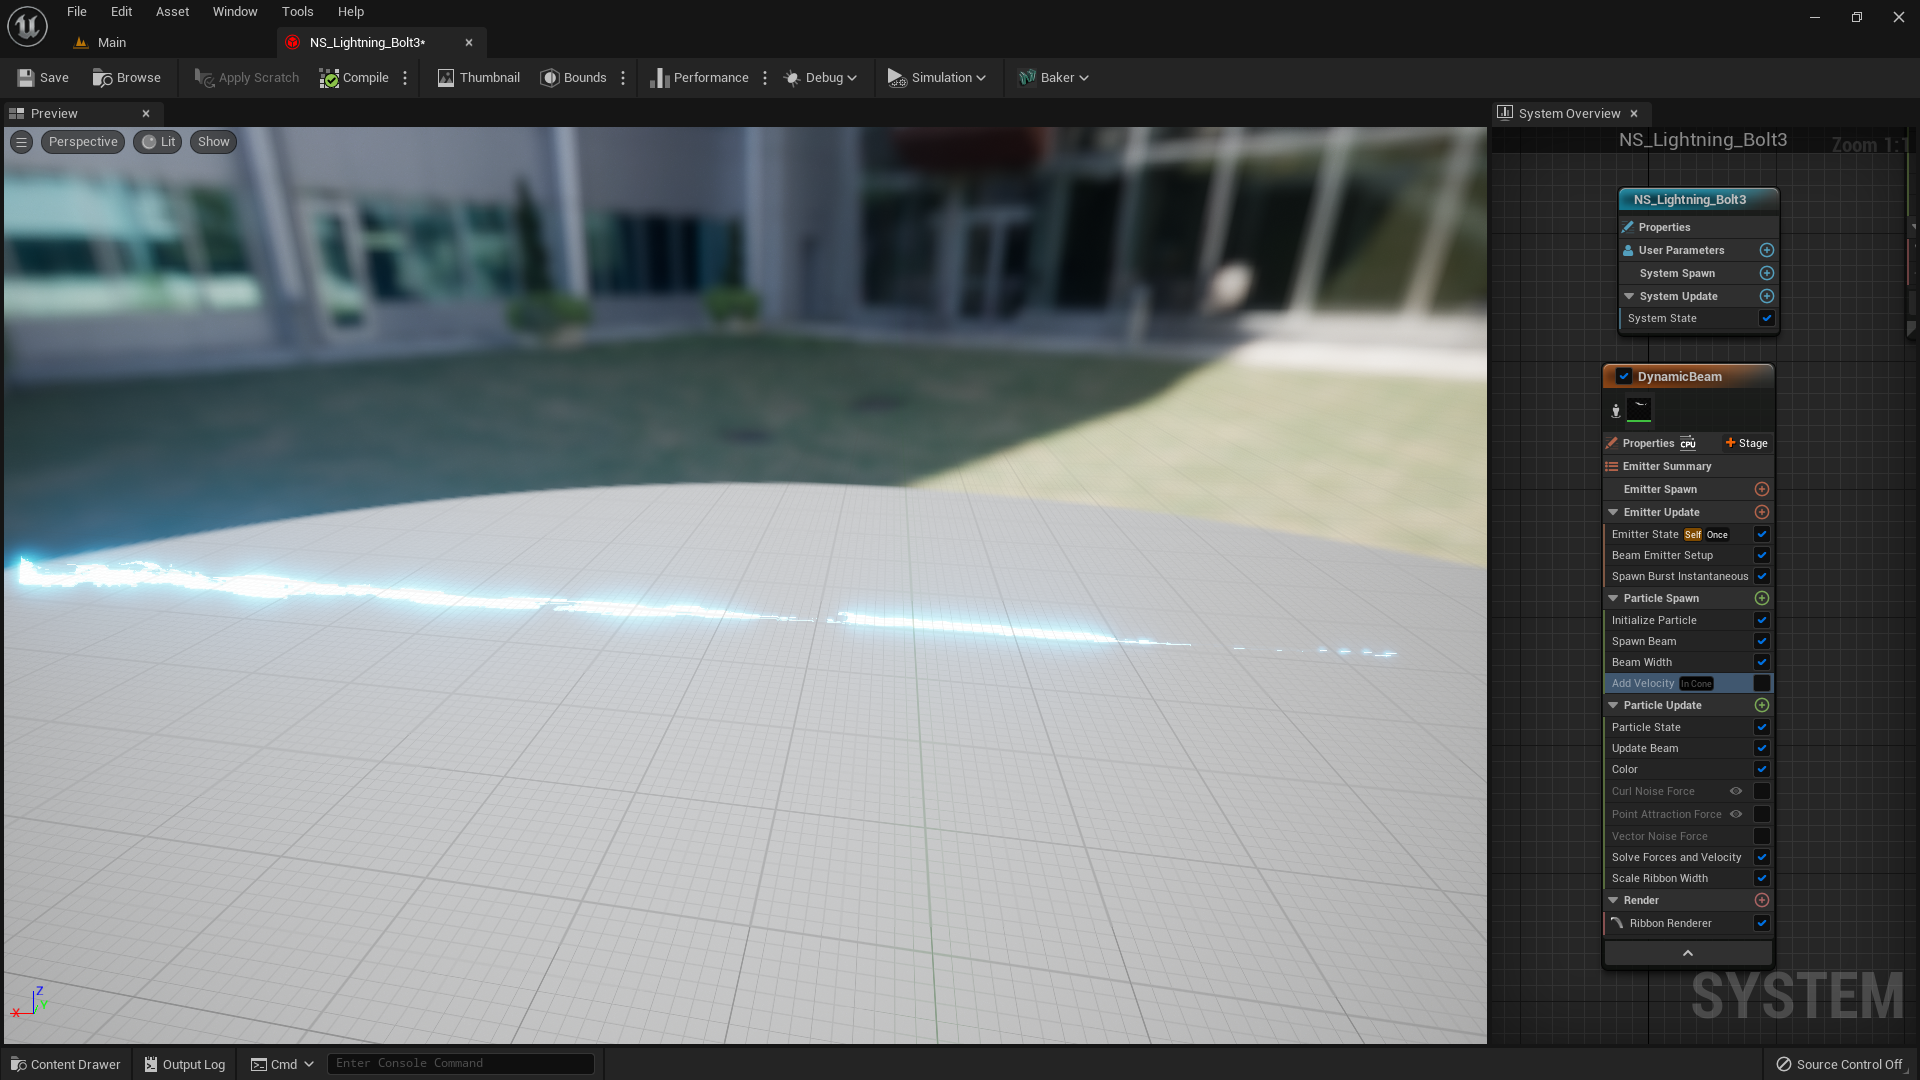 File Edit Asset Window Tools Help
Main
NS_Lightning_Bolt3*
Save Browse Apply Scratch Compile Thumbnail Bounds Performance Debug Simulation Baker
Preview
System Overview
Perspective Lit Show
NS_Lightning_Bolt3
Zoom 1:1
NS_Lightning_Bolt3
Properties
User Parameters
System Spawn
System Update
System State
DynamicBeam
Properties CPU Stage
Emitter Summary
Emitter Spawn
Emitter Update
Emitter State Self Once
Beam Emitter Setup
Spawn Burst Instantaneous
Particle Spawn
Initialize Particle
Spawn Beam
Beam Width
Add Velocity In Cone
Particle Update
Particle State
Update Beam
Color
Curl Noise Force
Point Attraction Force
Vector Noise Force
Solve Forces and Velocity
Scale Ribbon Width
Render
Ribbon Renderer
SYSTEM
Z
Y
X
Content Drawer Output Log Cmd Enter Console Command Source Control Off